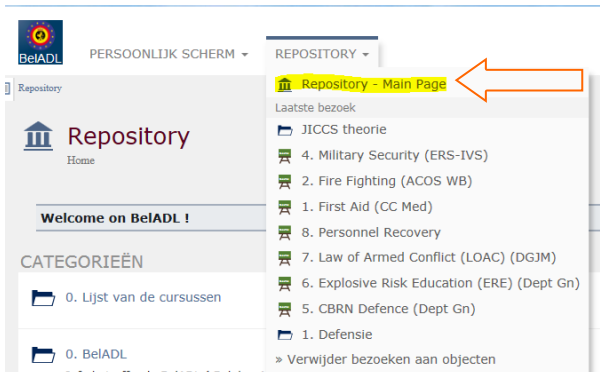 BelADL
PERSOONLIJK SCHERM
REPOSITORY
Repository - Main Page
Repository
Laatste bezoek
JICCS theorie
Repository
Home
4. Military Security (ERS-IVS)
2. Fire Fighting (ACOS WB)
1. First Aid (CC Med)
Welcome on BelADL !
8. Personnel Recovery
7. Law of Armed Conflict (LOAC) (DGJM)
CATEGORIEËN
6. Explosive Risk Education (ERE) (Dept Gn)
0. Lijst van de cursussen
5. CBRN Defence (Dept Gn)
1. Defensie
0. BelADL
» Verwijder bezoeken aan objecten